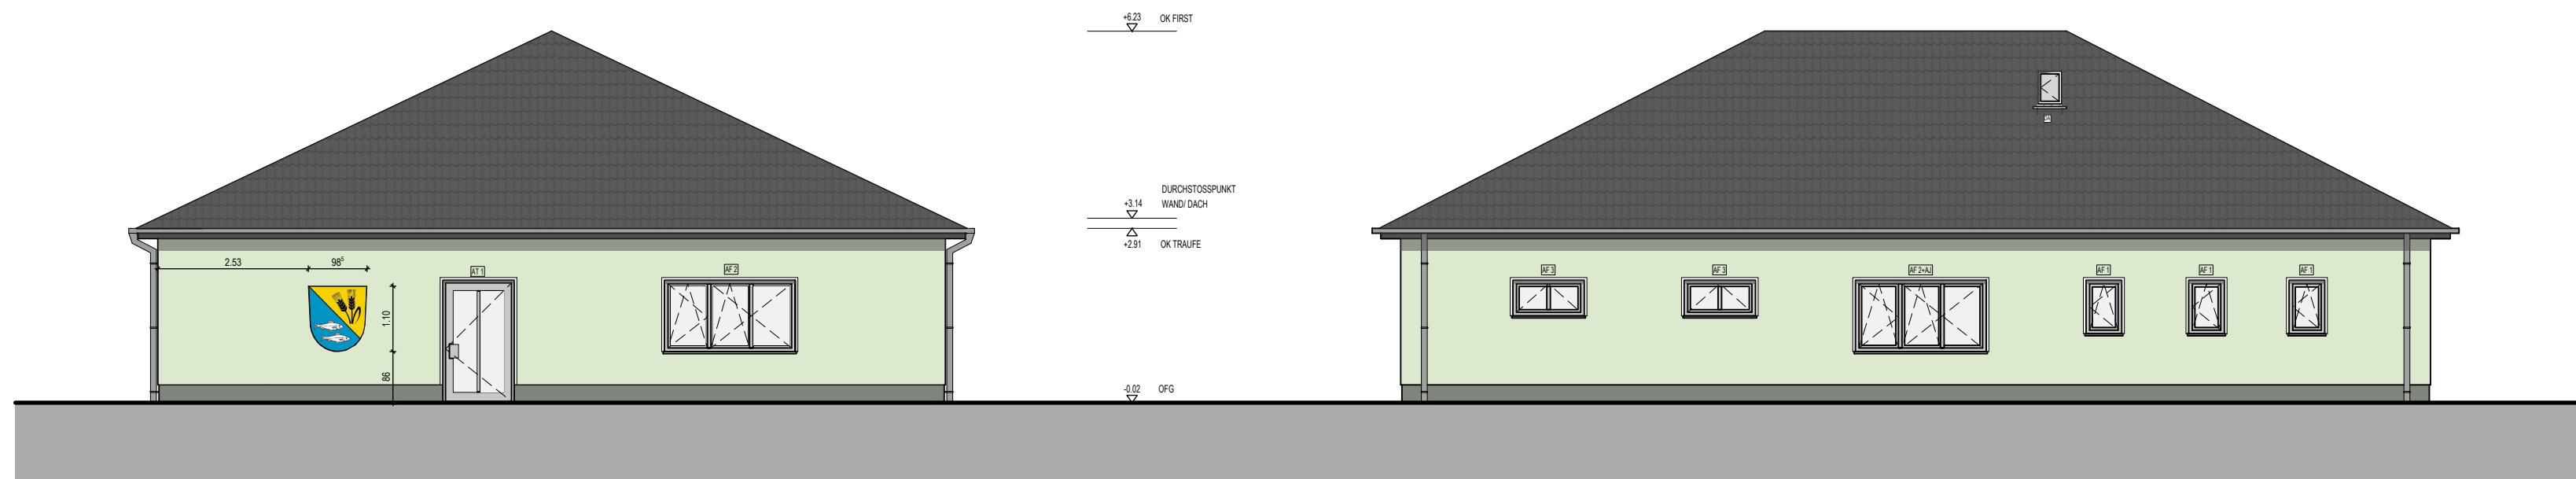 +6.23 OK FIRST
DURCHSTOSSPUNKT
+3.14 WAND/ DACH
+2.91 OK TRAUFE
-0.02 OFG
2.53
98⁵
1.10
86
AT 1
AF 2
AF 3
AF 3
AF 2+AJ
AF 1
AF 1
AF 1